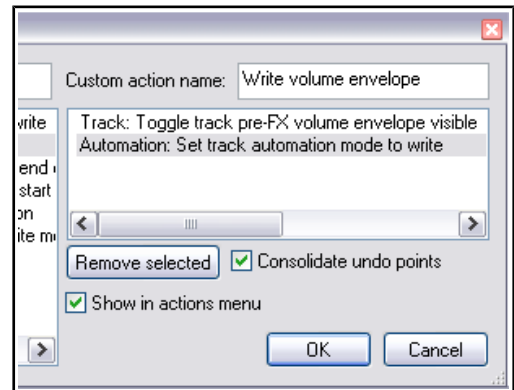 Custom action name: Write volume envelope
write
Track: Toggle track pre-FX volume envelope visible
Automation: Set track automation mode to write
end
start
Remove selected Consolidate undo points
Show in actions menu
OK Cancel